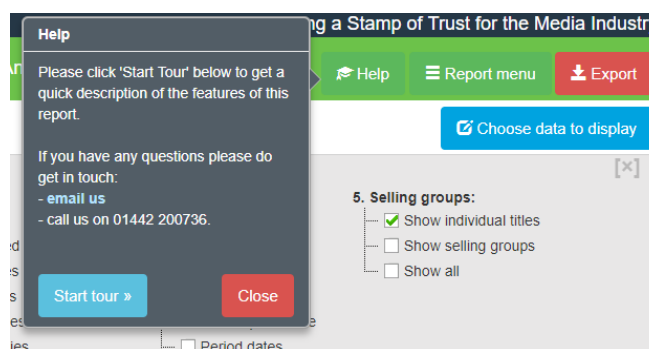 ng a Stamp of Trust for the Media Industr
Help
Please click 'Start Tour' below to get a
quick description of the features of this
report.
If you have any questions please do
get in touch:
- email us
- call us on 01442 200736.
Start tour »
Close
Help
Report menu
Export
Choose data to display
[×]
5. Selling groups:
Show individual titles
Show selling groups
Show all
Period dates